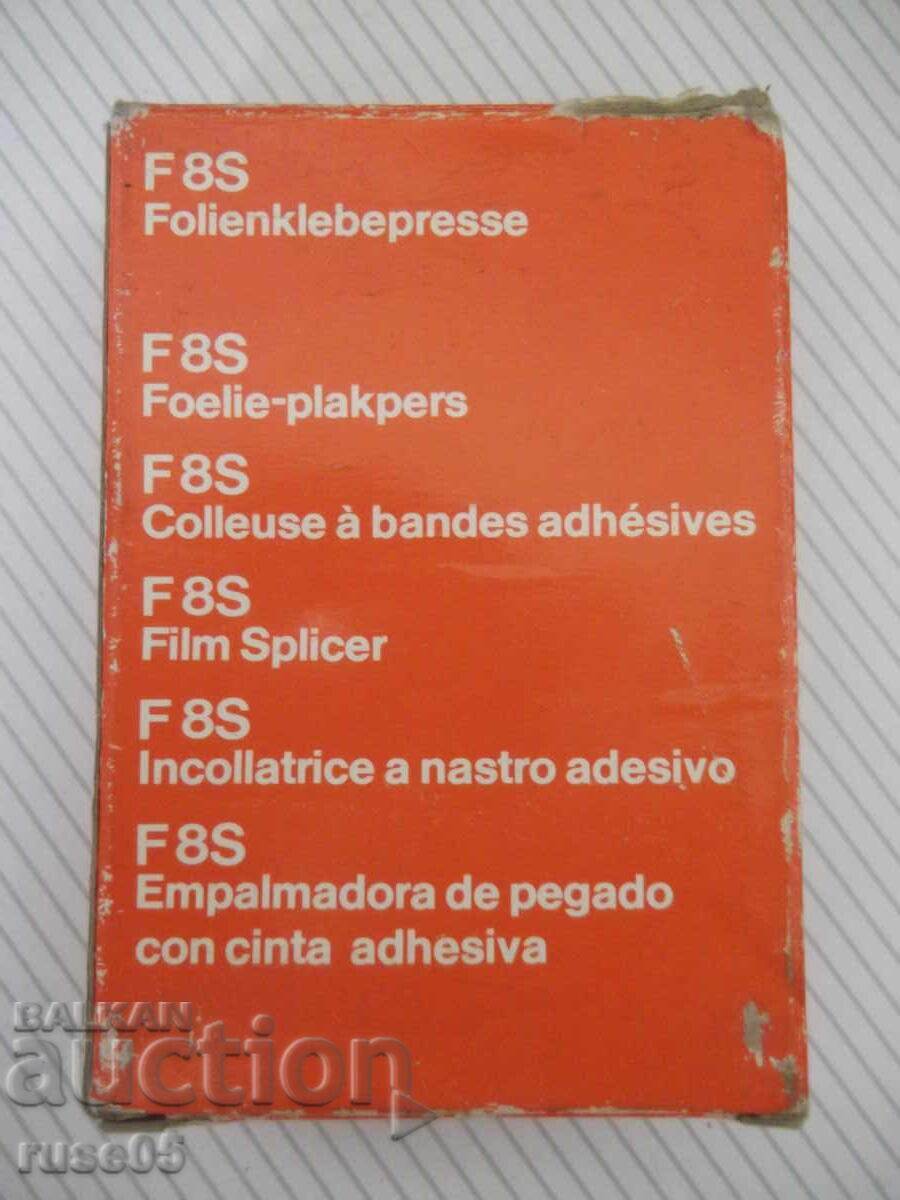 F 8S
Folienklebepresse
F 8S
Foelie-plakpers
F 8S
Colleuse à bandes adhésives
F 8S
Film Splicer
F 8S
Incollatrice a nastro adesivo
F 8S
Empalmadora de pegado
con cinta adhesiva
BALKAN
auction
ruse05